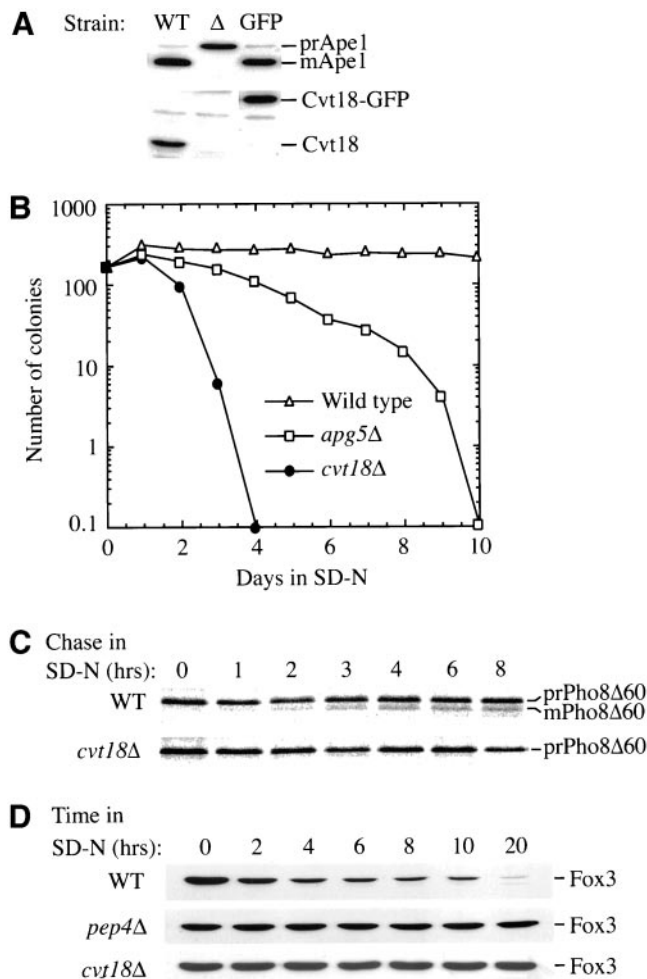 A Strain: WT Δ GFP
prApe1
mApe1
Cvt18-GFP
Cvt18
B
1000
100
10
1
0.1
Number of colonies
Wild type
apg5Δ
cvt18Δ
0 2 4 6 8 10
Days in SD-N
C Chase in
SD-N (hrs): 0 1 2 3 4 6 8
WT prPho8Δ60
mPho8Δ60
cvt18Δ prPho8Δ60
D Time in
SD-N (hrs): 0 2 4 6 8 10 20
WT Fox3
pep4Δ Fox3
cvt18Δ Fox3